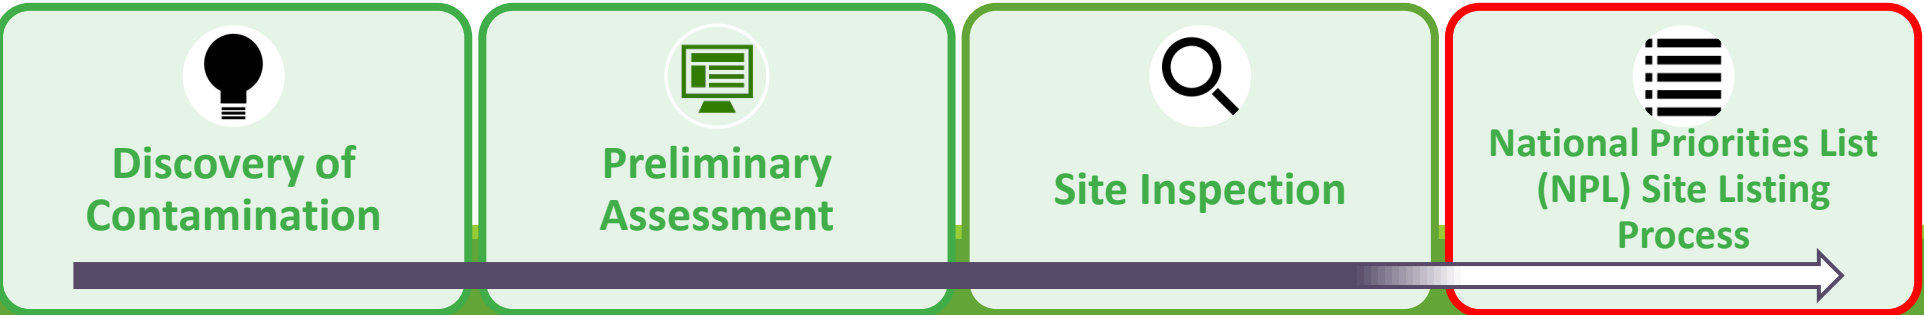 Discovery of
Contamination
Preliminary
Assessment
Site Inspection
National Priorities List
(NPL) Site Listing
Process